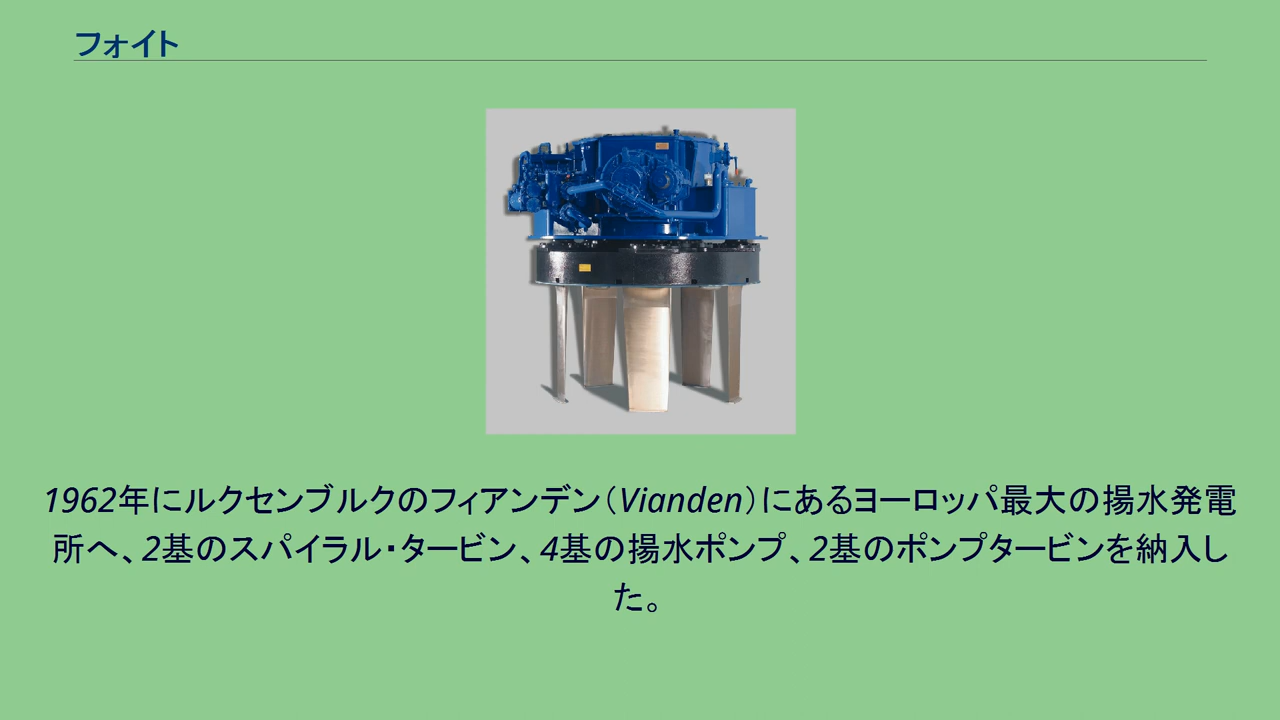 フォイト
1962年にルクセンブルクのフィアンデン（Vianden）にあるヨーロッパ最大の揚水発電
所へ、2基のスパイラル・タービン、4基の揚水ポンプ、2基のポンプタービンを納入し
た。